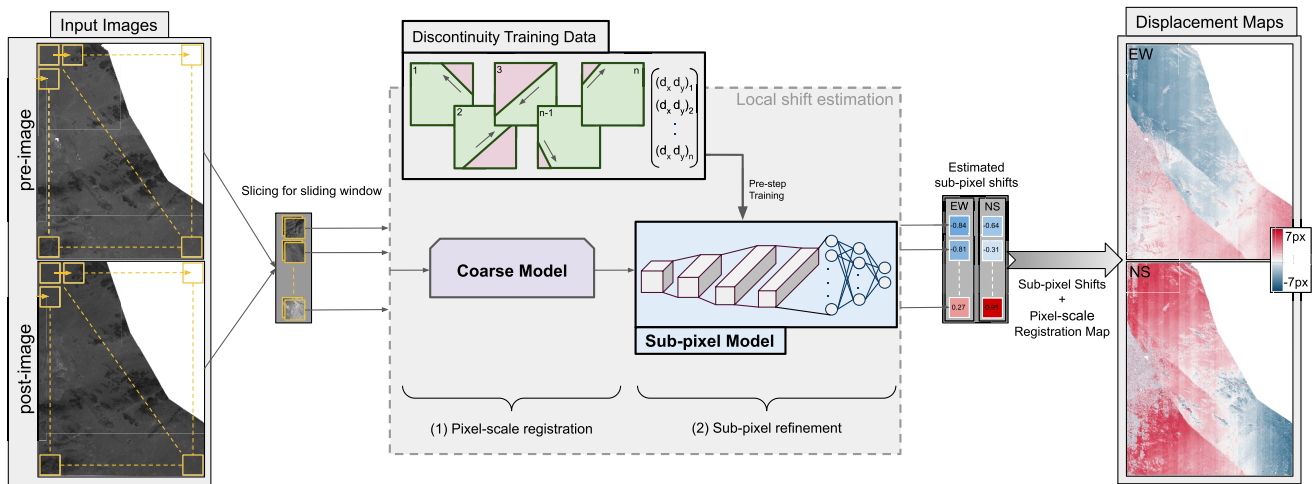 Input Images
pre-image
post-image
Slicing for sliding window
Discontinuity Training Data
1
3
n
2
n-1
(dx dy)1
(dx dy)2
.
.
(dx dy)n
Local shift estimation
Pre-step
Training
Coarse Model
Sub-pixel Model
(1) Pixel-scale registration
(2) Sub-pixel refinement
Estimated
sub-pixel shifts
EW NS
-0.84 -0.64
-0.81 -0.31
0.27
Sub-pixel Shifts
+
Pixel-scale
Registration Map
Displacement Maps
EW
7px
-7px
NS